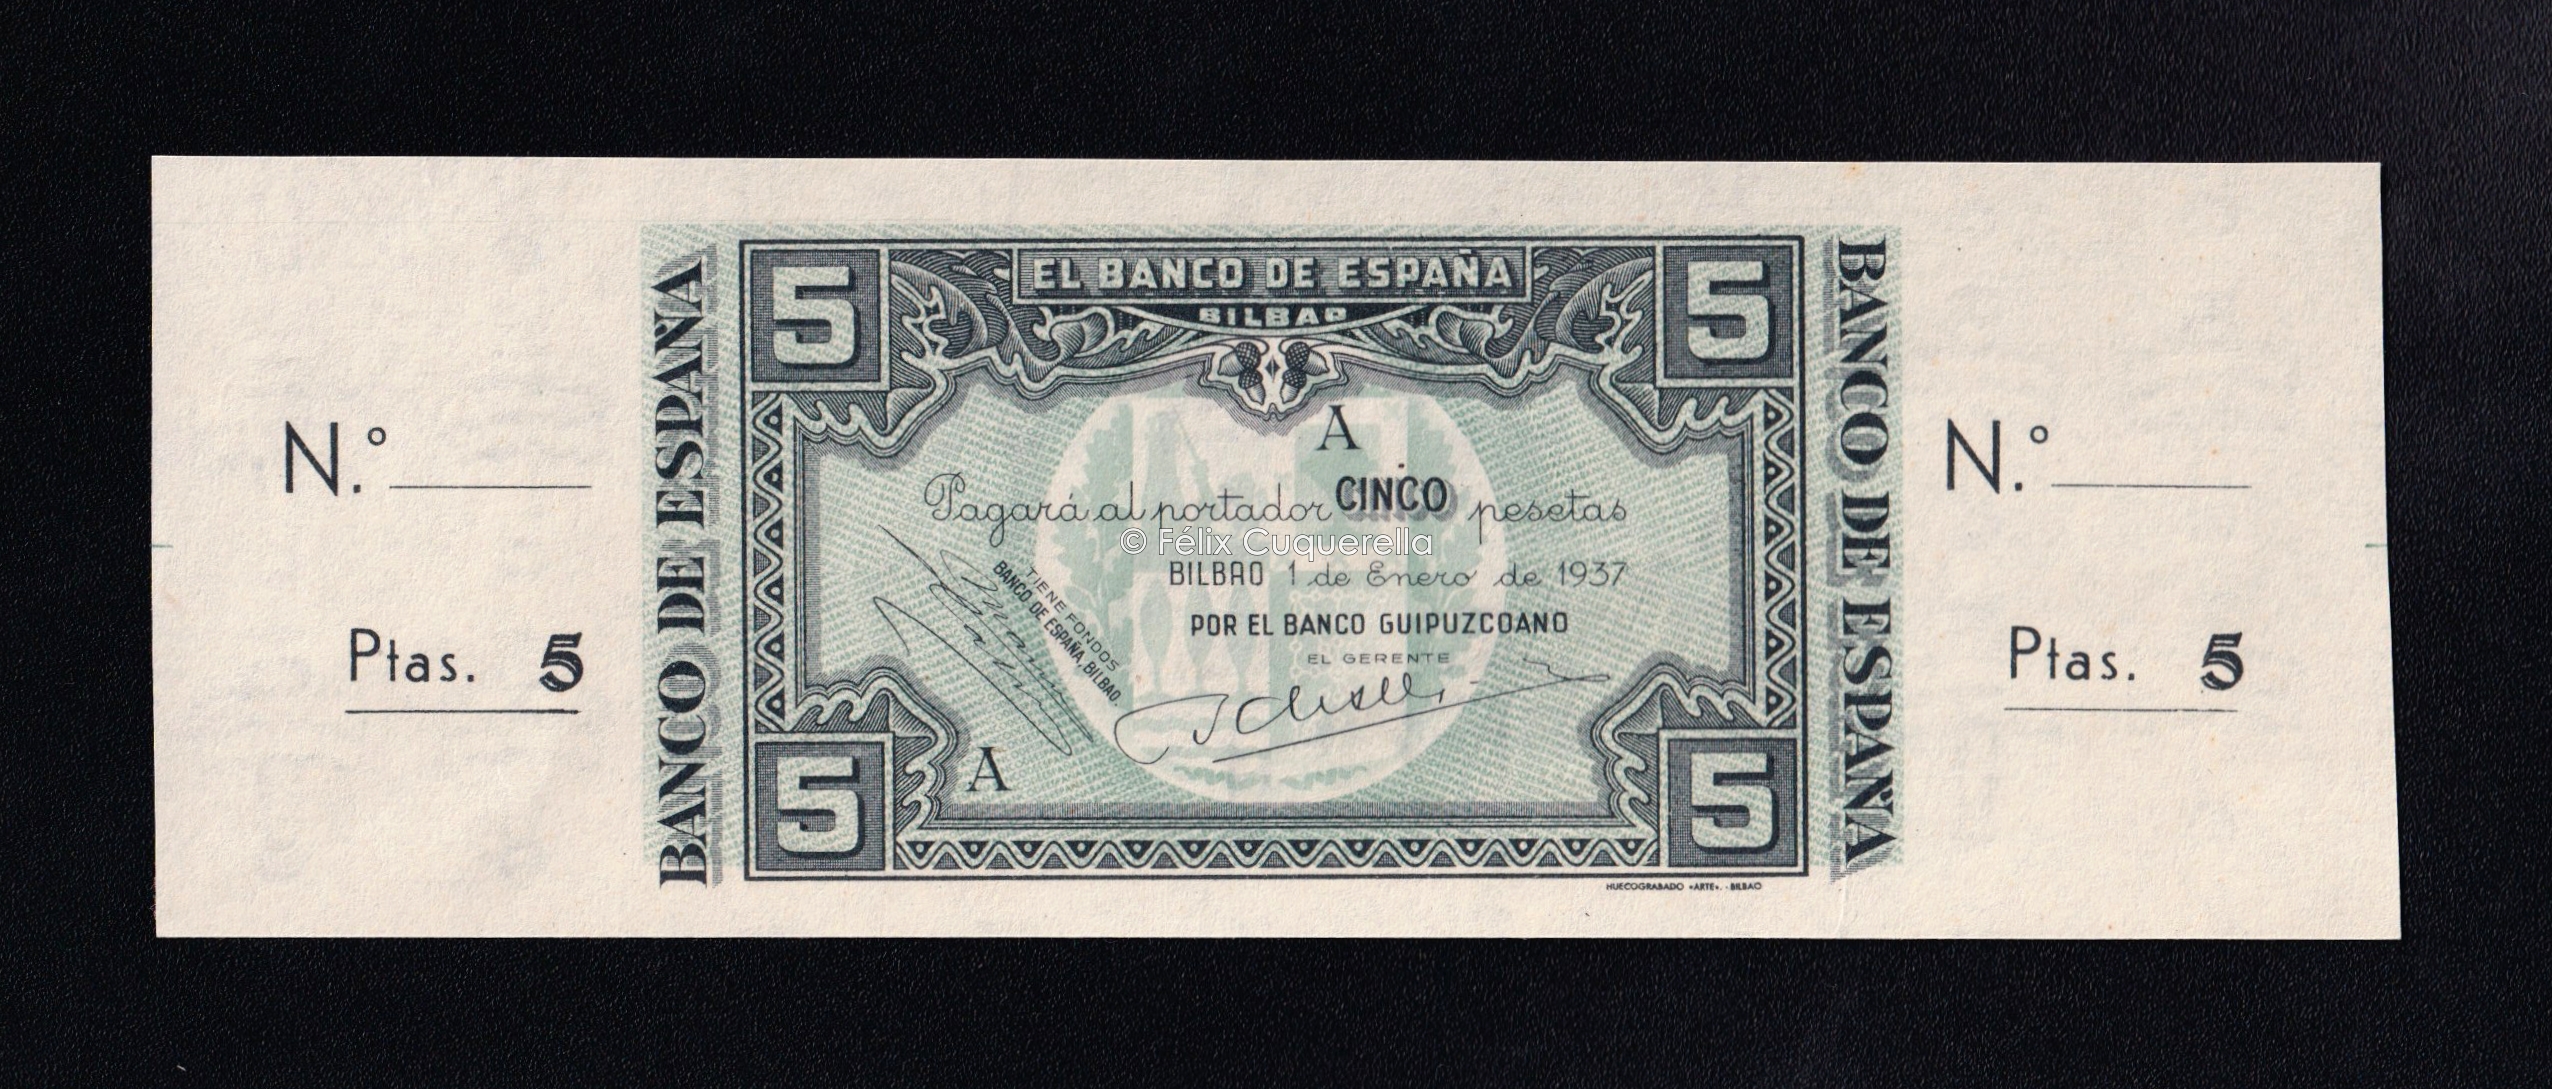 EL BANCO DE ESPAÑA
BILBAO
5
5
BANCO DE ESPAÑA
BANCO DE ESPAÑA
N.º
N.º
A
Pagará al portador CINCO pesetas
© Félix Cuquerella
BILBAO 1 de Enero de 1937
POR EL BANCO GUIPUZCOANO
EL GERENTE
TIENE FONDOS
BANCO DE ESPAÑA, BILBAO.
Ptas. 5
Ptas. 5
A
5
5
HUECOGRABADO «ARTE». - BILBAO